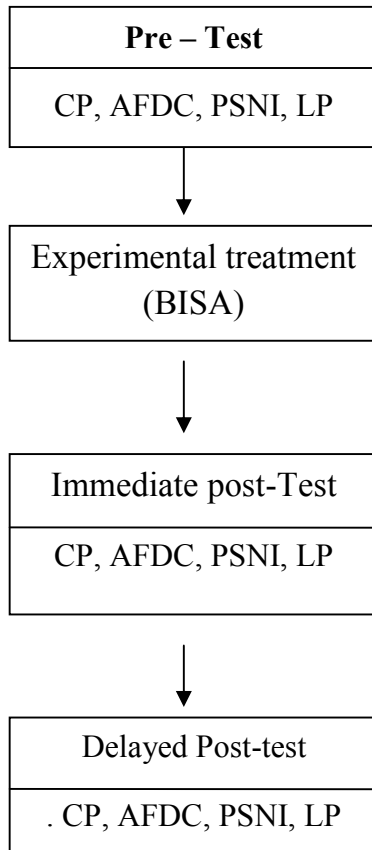 Pre – Test
CP, AFDC, PSNI, LP
Experimental treatment
(BISA)
Immediate post-Test
CP, AFDC, PSNI, LP
Delayed Post-test
. CP, AFDC, PSNI, LP